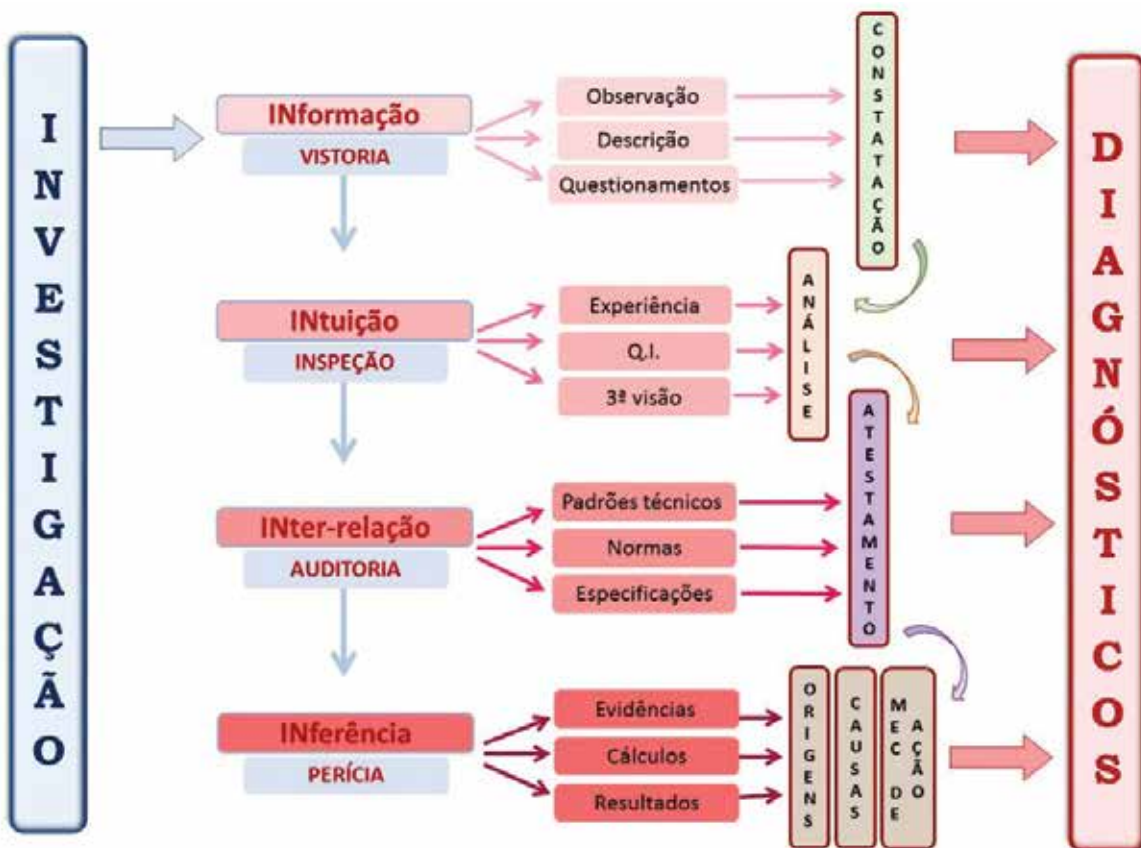 INVESTIGAÇÃO
INformação
VISTORIA
Observação
Descrição
Questionamentos
CONSTATAÇÃO
INtuição
INSPEÇÃO
Experiência
Q.I.
3ª visão
ANÁLISE
INter-relação
AUDITORIA
Padrões técnicos
Normas
Especificações
ATESTAMENTO
INferência
PERÍCIA
Evidências
Cálculos
Resultados
ORIGENS
CAUSAS
MEC DE
AÇÃO
DIAGNÓSTICOS